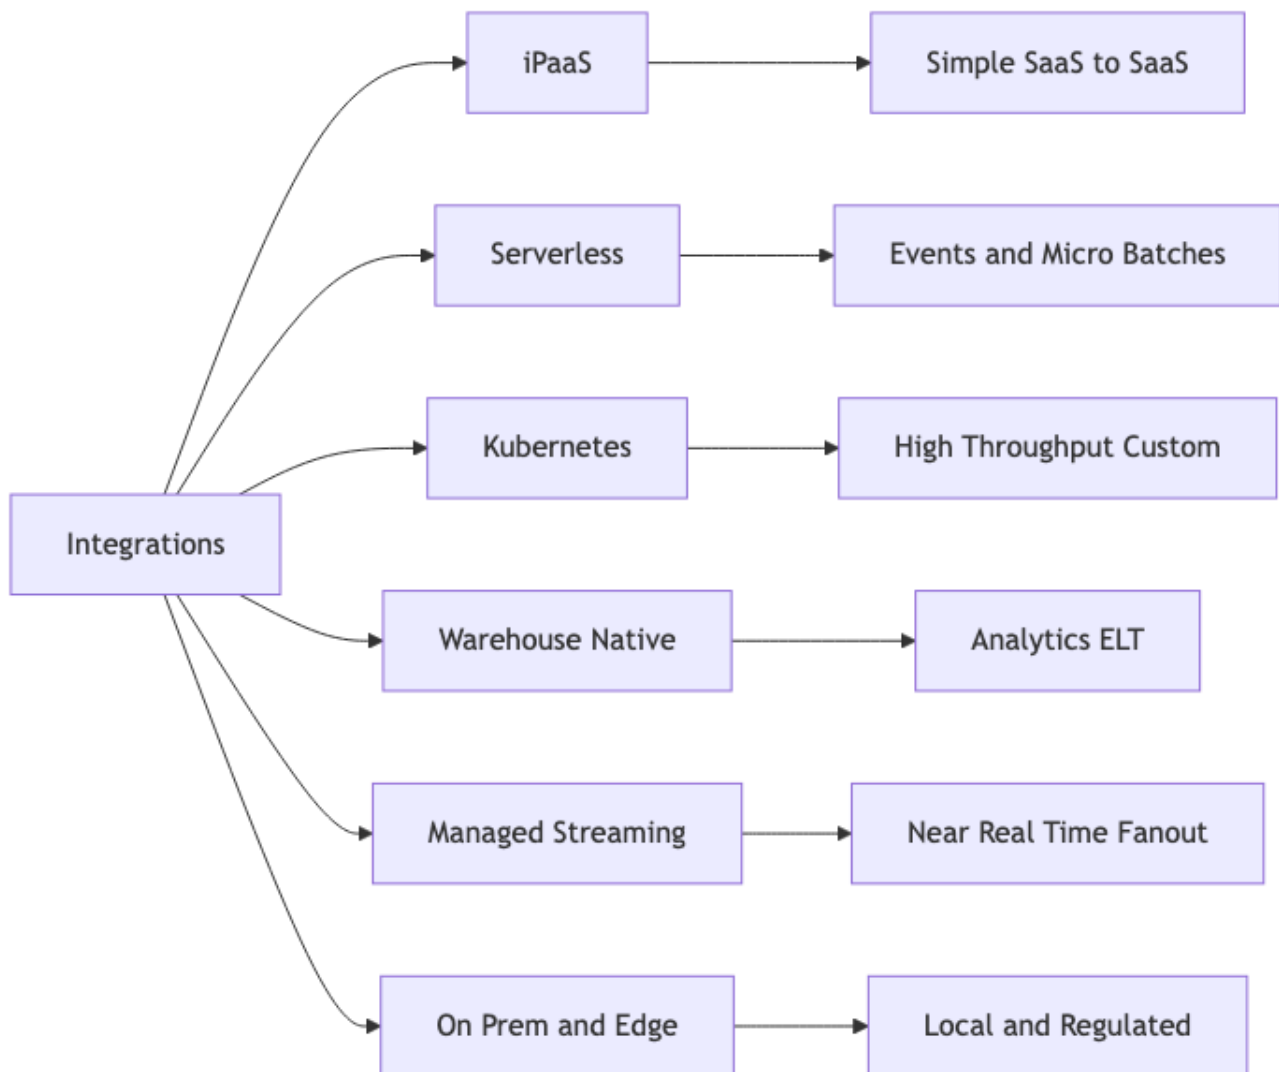 iPaaS
Simple SaaS to SaaS
Serverless
Events and Micro Batches
Kubernetes
High Throughput Custom
Integrations
Warehouse Native
Analytics ELT
Managed Streaming
Near Real Time Fanout
On Prem and Edge
Local and Regulated